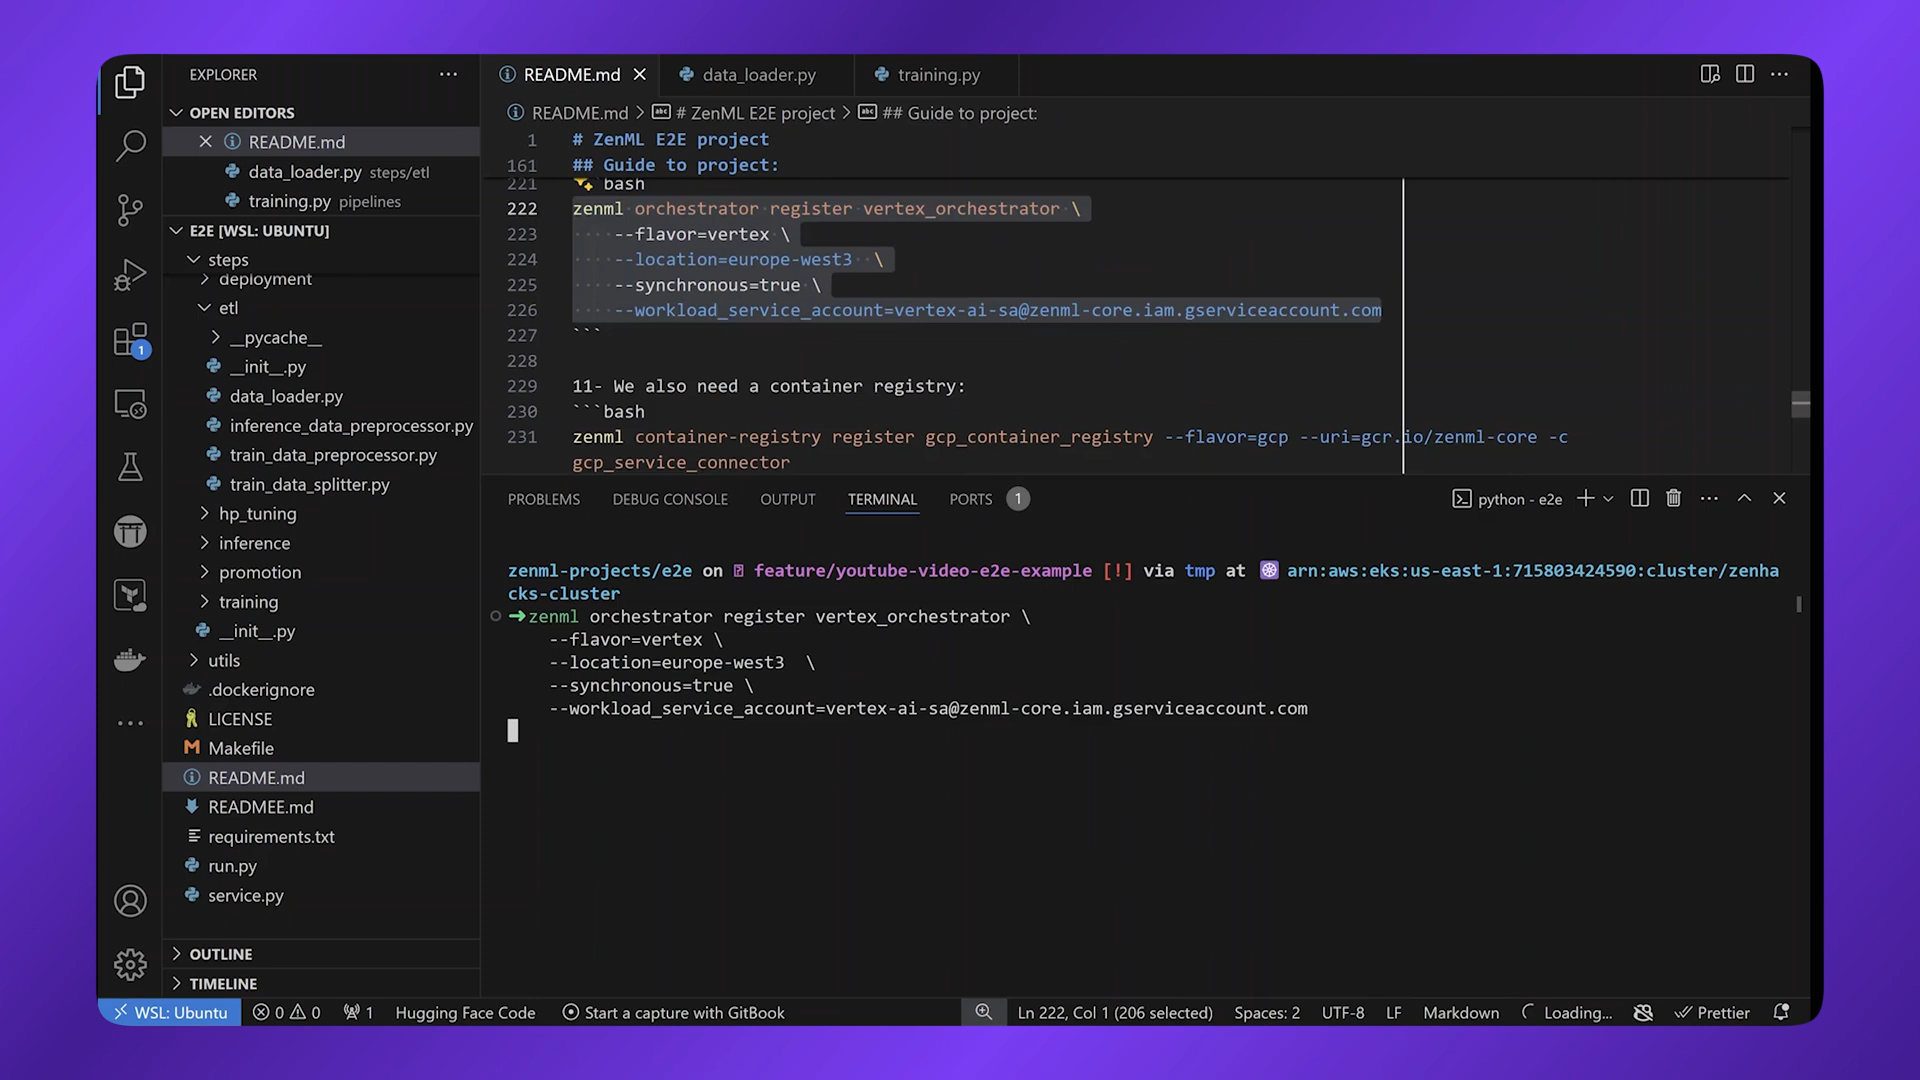 EXPLORER
OPEN EDITORS
README.md
data_loader.py steps/etl
training.py pipelines
E2E [WSL: UBUNTU]
steps
deployment
etl
__pycache__
__init__.py
data_loader.py
inference_data_preprocessor.py
train_data_preprocessor.py
train_data_splitter.py
hp_tuning
inference
promotion
training
__init__.py
utils
.dockerignore
LICENSE
Makefile
README.md
READMEE.md
requirements.txt
run.py
service.py
OUTLINE
TIMELINE
1
README.md data_loader.py training.py
README.md > # ZenML E2E project > ## Guide to project:
1 # ZenML E2E project
161 ## Guide to project:
221 bash
222 zenml orchestrator register vertex_orchestrator \
223 --flavor=vertex \
224 --location=europe-west3  \
225 --synchronous=true \
226 --workload_service_account=vertex-ai-sa@zenml-core.iam.gserviceaccount.com
227 ```
228
229 11- We also need a container registry:
230 ```bash
231 zenml container-registry register gcp_container_registry --flavor=gcp --uri=gcr.io/zenml-core -c
gcp_service_connector
PROBLEMS DEBUG CONSOLE OUTPUT TERMINAL PORTS 1 python - e2e
zenml-projects/e2e on feature/youtube-video-e2e-example [!] via tmp at arn:aws:eks:us-east-1:715803424590:cluster/zenha
cks-cluster
➜zenml orchestrator register vertex_orchestrator \
--flavor=vertex \
--location=europe-west3  \
--synchronous=true \
--workload_service_account=vertex-ai-sa@zenml-core.iam.gserviceaccount.com
WSL: Ubuntu 0 0 1 Hugging Face Code Start a capture with GitBook Ln 222, Col 1 (206 selected) Spaces: 2 UTF-8 LF Markdown Loading... Prettier